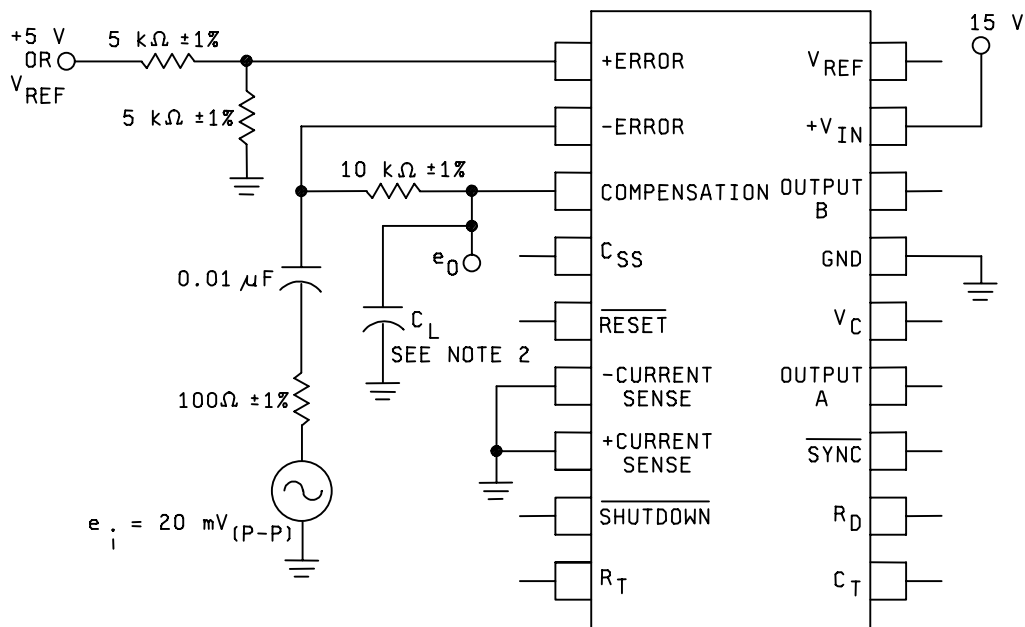 +5 V
OR
VREF
5 kΩ ±1%
5 kΩ ±1%
10 kΩ ±1%
0.01 µF
100Ω ±1%
ei = 20 mV(P-P)
eO
CL
SEE NOTE 2
+ERROR
-ERROR
COMPENSATION
CSS
RESET
-CURRENT
SENSE
+CURRENT
SENSE
SHUTDOWN
RT
15 V
VREF
+VIN
OUTPUT
B
GND
VC
OUTPUT
A
SYNC
RD
CT